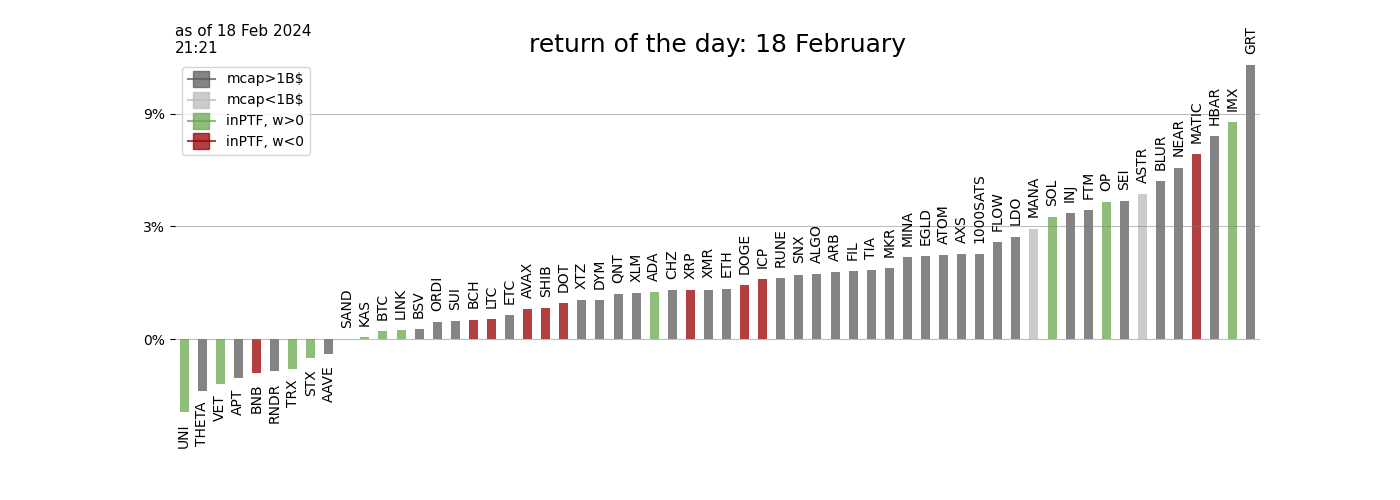 as of 18 Feb 2024
21:21
return of the day: 18 February
mcap>1B$
mcap<1B$
inPTF, w>0
inPTF, w<0
9%
3%
0%
UNI
THETA
VET
APT
BNB
RNDR
TRX
STX
AAVE
SAND
KAS
BTC
LINK
BSV
ORDI
SUI
BCH
LTC
ETC
AVAX
SHIB
DOT
XTZ
DYM
QNT
XLM
ADA
CHZ
XRP
XMR
ETH
DOGE
ICP
RUNE
SNX
ALGO
ARB
FIL
TIA
MKR
MINA
EGLD
ATOM
AXS
1000SATS
FLOW
LDO
MANA
SOL
INJ
FTM
OP
SEI
ASTR
BLUR
NEAR
MATIC
HBAR
IMX
GRT